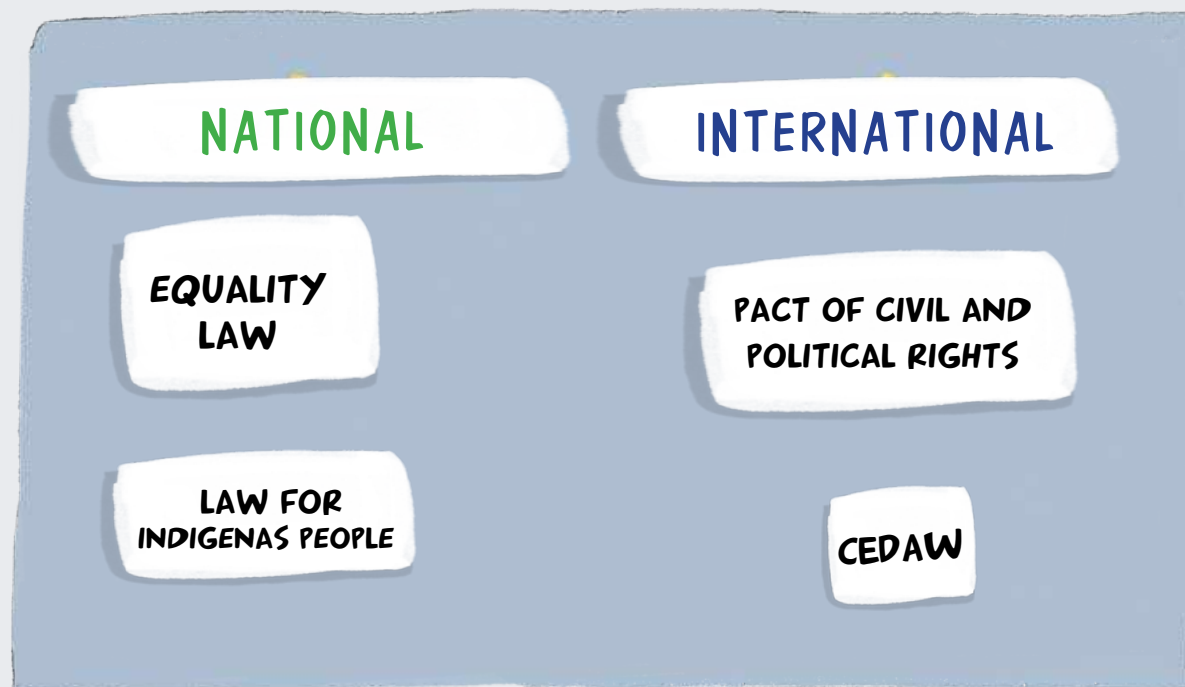 NATIONAL
EQUALITY
LAW
LAW FOR
INDIGENAS PEOPLE
INTERNATIONAL
PACT OF CIVIL AND
POLITICAL RIGHTS
CEDAW